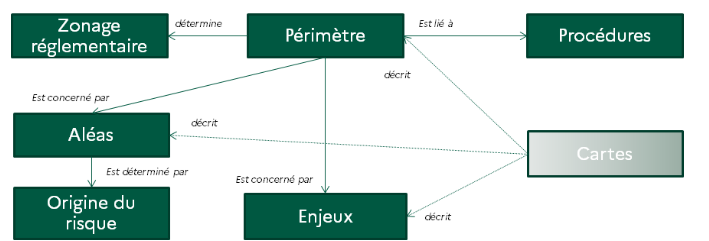 Zonage
réglementaire
détermine
Périmètre
Est lié à
Procédures
décrit
Est concerné par
Aléas
décrit
Cartes
Est déterminé par
Est concerné par
Origine du
risque
Enjeux
décrit